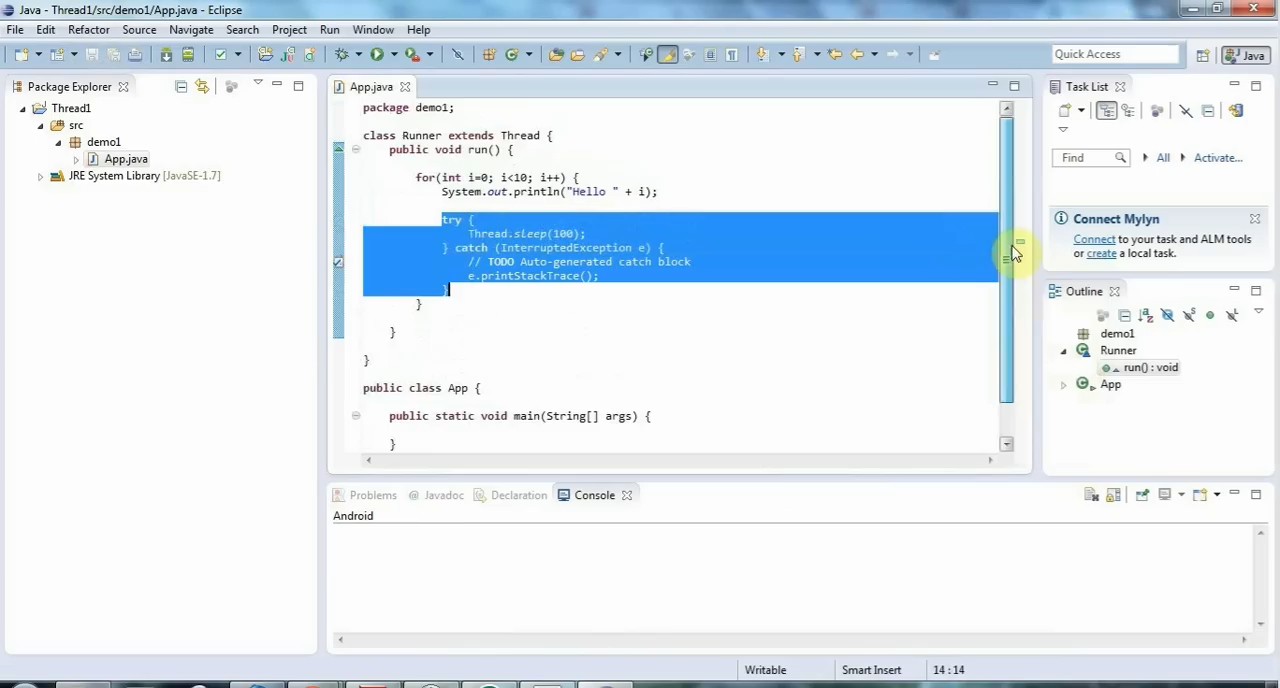 Java - Thread1/src/demo1/App.java - Eclipse
File Edit Refactor Source Navigate Search Project Run Window Help
Quick Access
Java
Package Explorer
Thread1
src
demo1
App.java
JRE System Library [JavaSE-1.7]
App.java
package demo1;
class Runner extends Thread {
public void run() {
for(int i=0; i<10; i++) {
System.out.println("Hello " + i);
try {
Thread.sleep(100);
} catch (InterruptedException e) {
// TODO Auto-generated catch block
e.printStackTrace();
}
}
}
}
public class App {
public static void main(String[] args) {
}
Task List
Find
All
Activate...
Connect Mylyn
Connect to your task and ALM tools
or create a local task.
Outline
demo1
Runner
run() : void
App
Problems @ Javadoc Declaration Console
Android
Writable Smart Insert 14 : 14